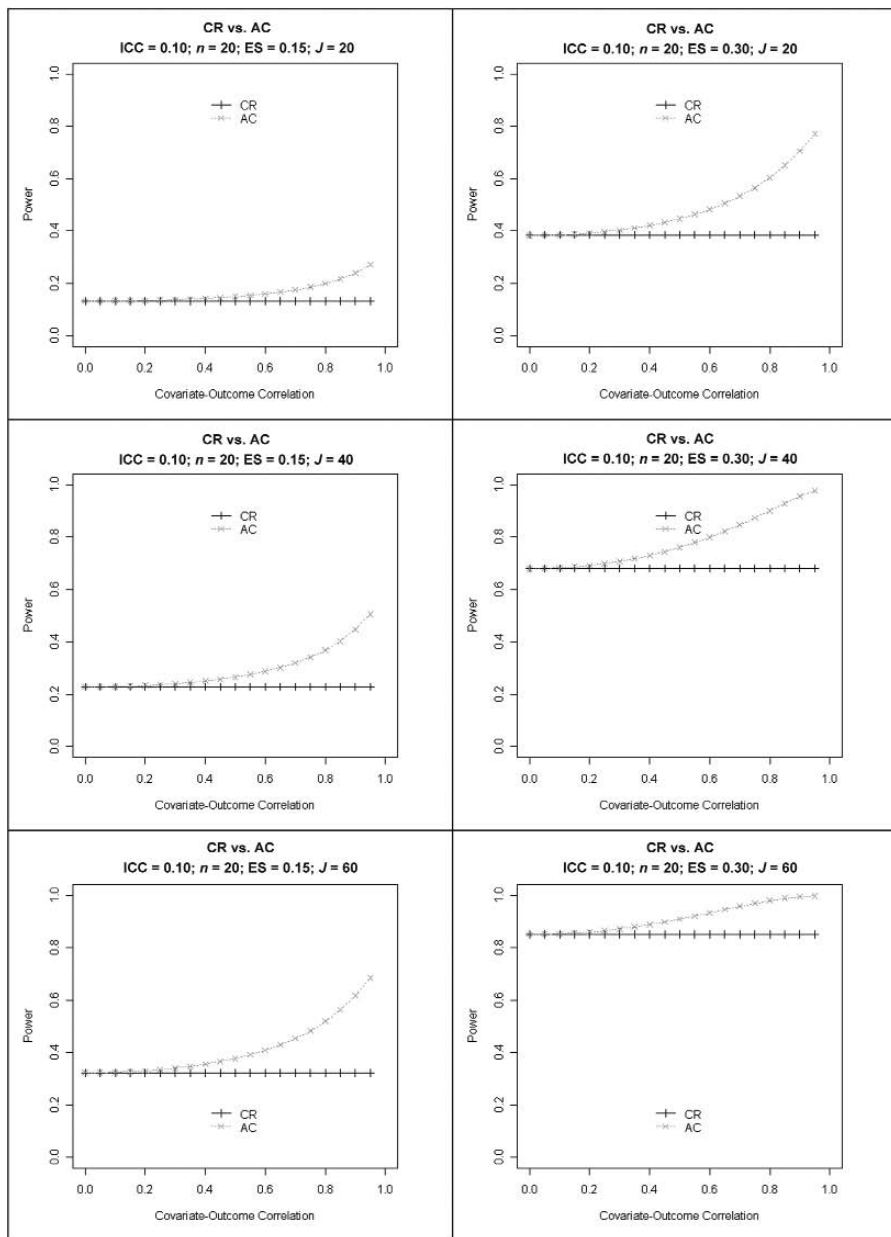 CR vs. AC
ICC = 0.10; n = 20; ES = 0.15; J = 20
CR
AC
Power
0.0 0.2 0.4 0.6 0.8 1.0
0.0 0.2 0.4 0.6 0.8 1.0
Covariate-Outcome Correlation
CR vs. AC
ICC = 0.10; n = 20; ES = 0.30; J = 20
CR
AC
Power
0.0 0.2 0.4 0.6 0.8 1.0
0.0 0.2 0.4 0.6 0.8 1.0
Covariate-Outcome Correlation
CR vs. AC
ICC = 0.10; n = 20; ES = 0.15; J = 40
CR
AC
Power
0.0 0.2 0.4 0.6 0.8 1.0
0.0 0.2 0.4 0.6 0.8 1.0
Covariate-Outcome Correlation
CR vs. AC
ICC = 0.10; n = 20; ES = 0.30; J = 40
CR
AC
Power
0.0 0.2 0.4 0.6 0.8 1.0
0.0 0.2 0.4 0.6 0.8 1.0
Covariate-Outcome Correlation
CR vs. AC
ICC = 0.10; n = 20; ES = 0.15; J = 60
CR
AC
Power
0.0 0.2 0.4 0.6 0.8 1.0
0.0 0.2 0.4 0.6 0.8 1.0
Covariate-Outcome Correlation
CR vs. AC
ICC = 0.10; n = 20; ES = 0.30; J = 60
CR
AC
Power
0.0 0.2 0.4 0.6 0.8 1.0
0.0 0.2 0.4 0.6 0.8 1.0
Covariate-Outcome Correlation